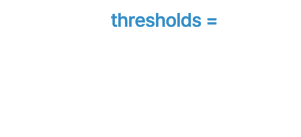 thresholds =